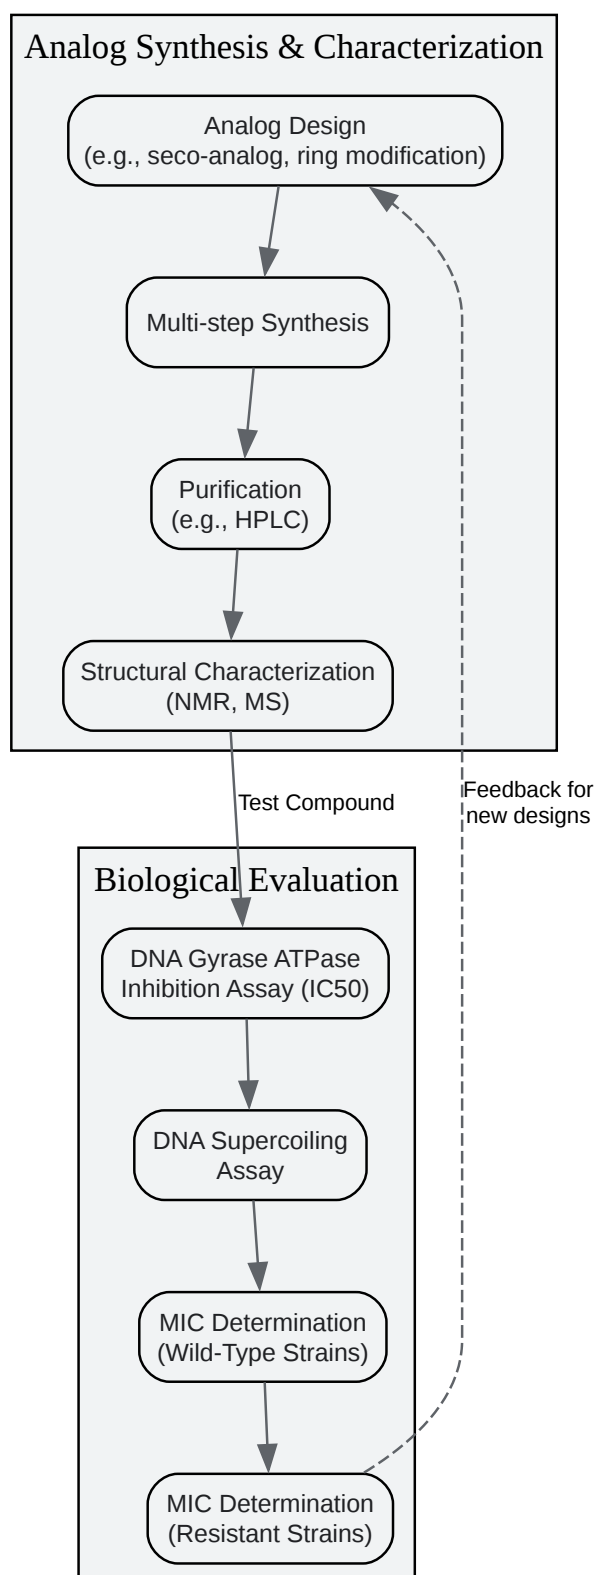 Analog Synthesis & Characterization
Analog Design
(e.g., seco-analog, ring modification)
Multi-step Synthesis
Purification
(e.g., HPLC)
Structural Characterization
(NMR, MS)
Test Compound
Feedback for
new designs
Biological Evaluation
DNA Gyrase ATPase
Inhibition Assay (IC50)
DNA Supercoiling
Assay
MIC Determination
(Wild-Type Strains)
MIC Determination
(Resistant Strains)